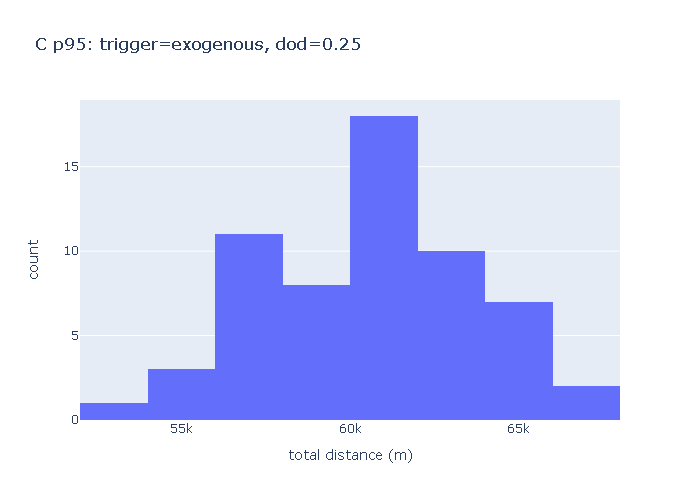 C p95: trigger=exogenous, dod=0.25
15
10
5
0
count
55k
60k
65k
total distance (m)